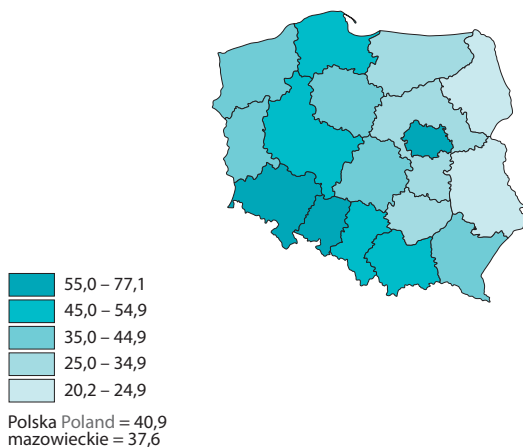 55,0 – 77,1
45,0 – 54,9
35,0 – 44,9
25,0 – 34,9
20,2 – 24,9
Polska Poland = 40,9
mazowieckie = 37,6